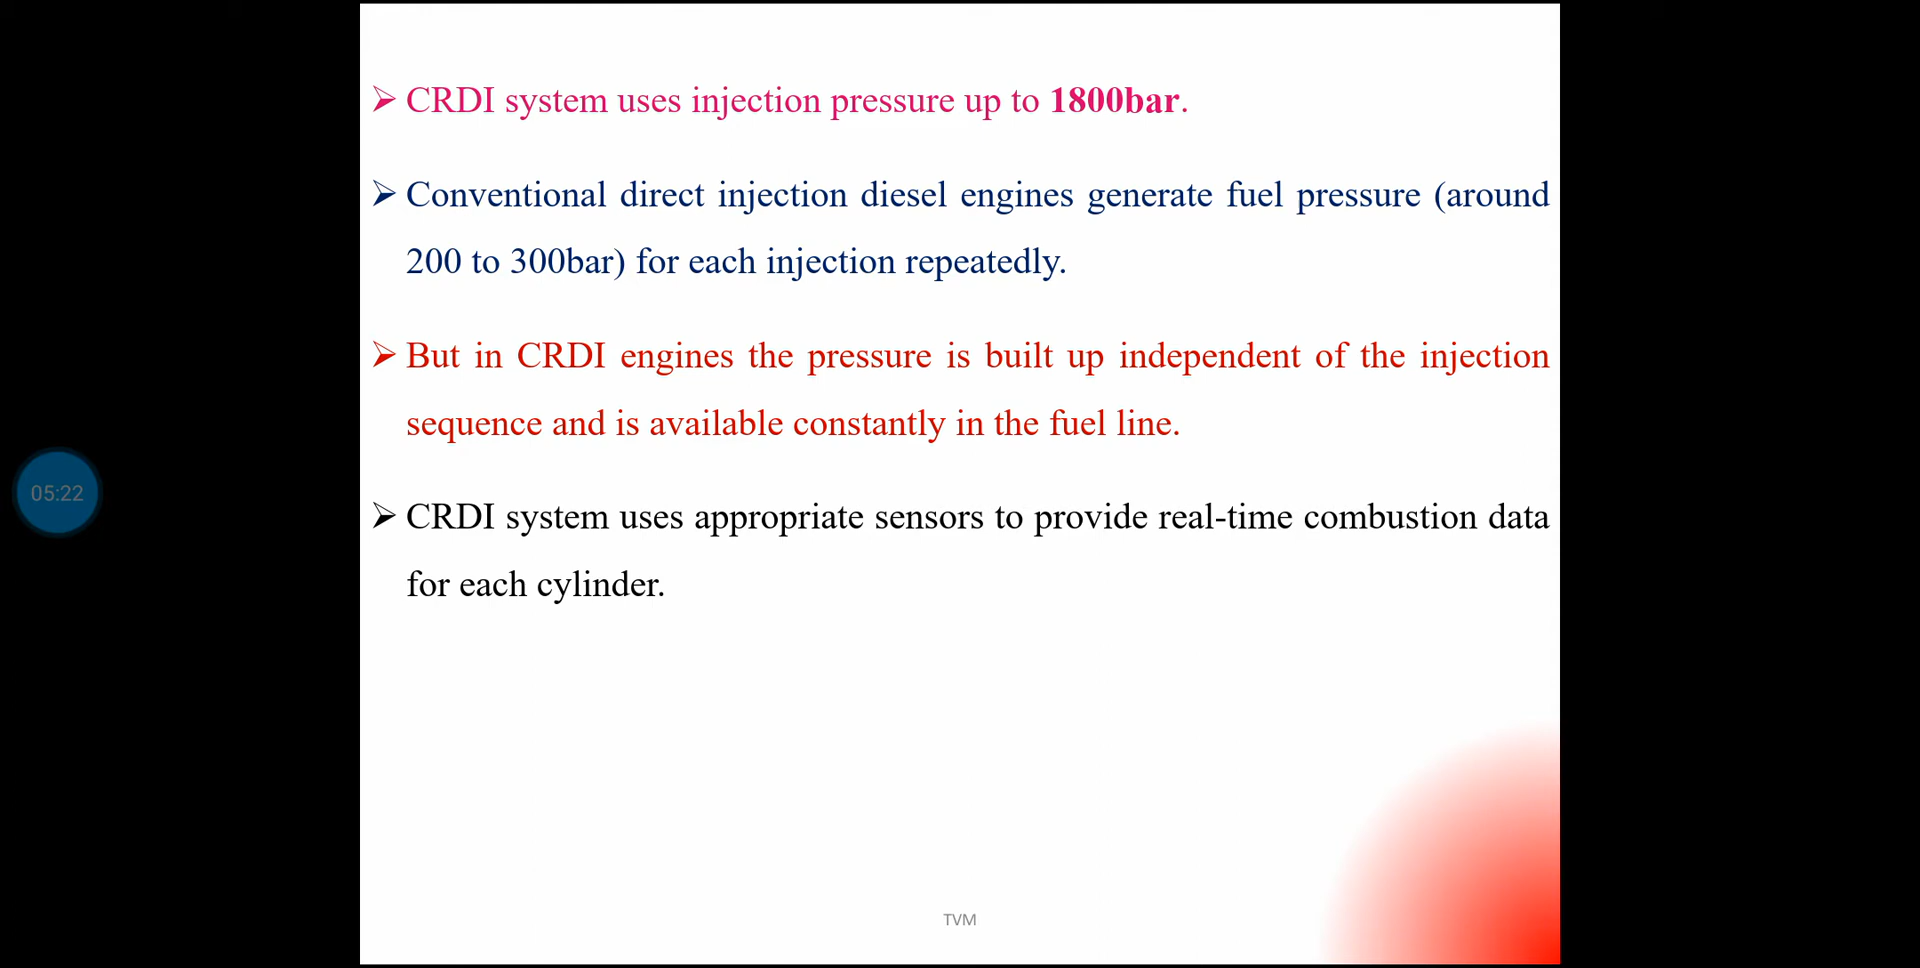 ➢ CRDI system uses injection pressure up to 1800bar.
➢ Conventional direct injection diesel engines generate fuel pressure (around
200 to 300bar) for each injection repeatedly.
➢ But in CRDI engines the pressure is built up independent of the injection
sequence and is available constantly in the fuel line.
05:22
➢ CRDI system uses appropriate sensors to provide real-time combustion data
for each cylinder.
TVM